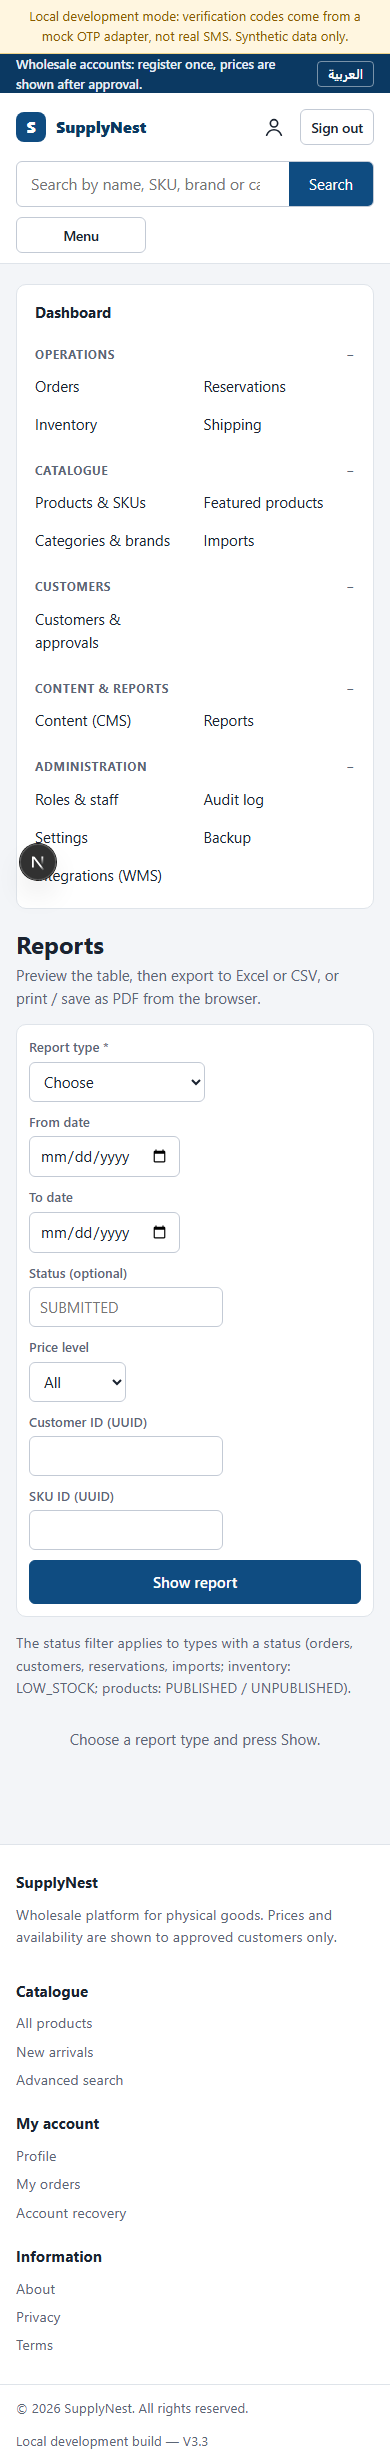 Local development mode: verification codes come from a
mock OTP adapter, not real SMS. Synthetic data only.
Wholesale accounts: register once, prices are
shown after approval.
العربية
S SupplyNest
Sign out
Search by name, SKU, brand or ca
Search
Menu
Dashboard
OPERATIONS –
Orders Reservations
Inventory Shipping
CATALOGUE –
Products & SKUs Featured products
Categories & brands Imports
CUSTOMERS –
Customers &
approvals
CONTENT & REPORTS –
Content (CMS) Reports
ADMINISTRATION –
Roles & staff Audit log
Settings Backup
N
tegrations (WMS)
Reports
Preview the table, then export to Excel or CSV, or
print / save as PDF from the browser.
Report type *
Choose
From date
mm/dd/yyyy
To date
mm/dd/yyyy
Status (optional)
SUBMITTED
Price level
All
Customer ID (UUID)
SKU ID (UUID)
Show report
The status filter applies to types with a status (orders,
customers, reservations, imports; inventory:
LOW_STOCK; products: PUBLISHED / UNPUBLISHED).
Choose a report type and press Show.
SupplyNest
Wholesale platform for physical goods. Prices and
availability are shown to approved customers only.
Catalogue
All products
New arrivals
Advanced search
My account
Profile
My orders
Account recovery
Information
About
Privacy
Terms
© 2026 SupplyNest. All rights reserved.
Local development build — V3.3